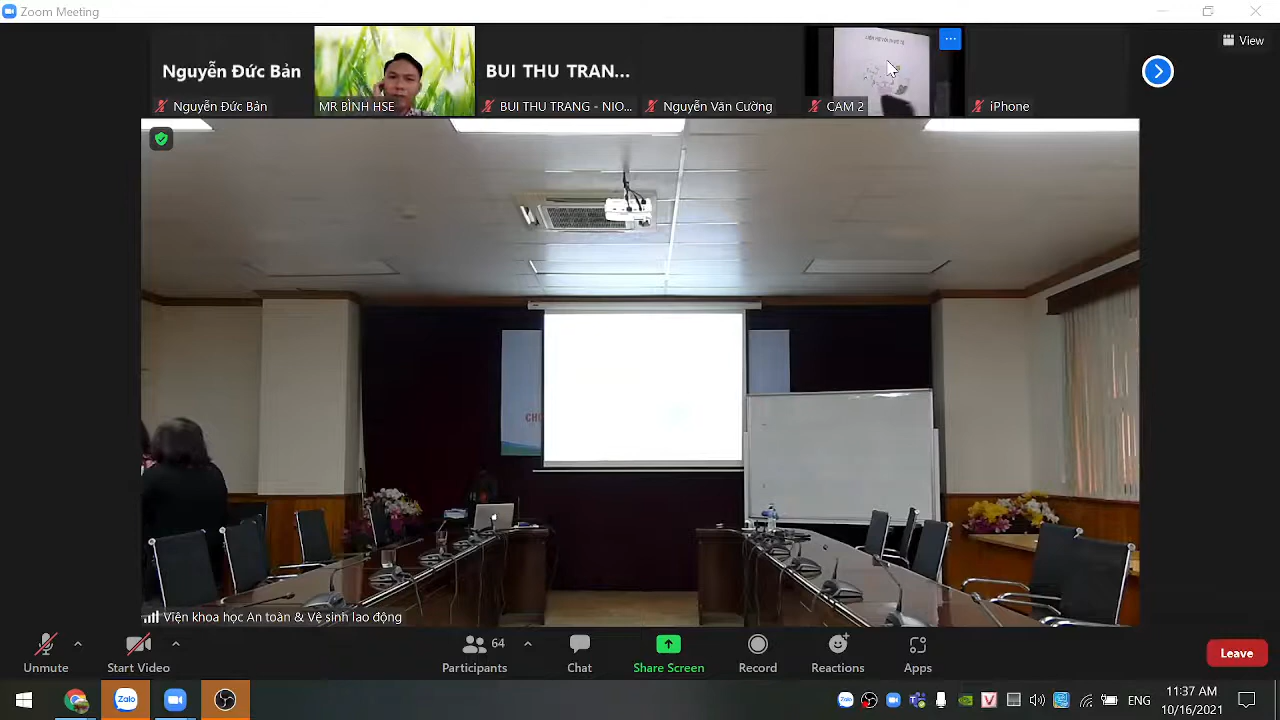 Zoom Meeting
View
Nguyễn Đức Bản
Nguyễn Đức Bản
MR BÌNH HSE
BUI THU TRAN...
BUI THU TRANG - NIO...
Nguyễn Văn Cường
CAM 2
iPhone
CHƯ
Viện khoa học An toàn & Vệ sinh lao động
Unmute
Start Video
Participants
64
Chat
Share Screen
Record
Reactions
Apps
Leave
Zalo
Zalo
V
ENG
11:37 AM
10/16/2021